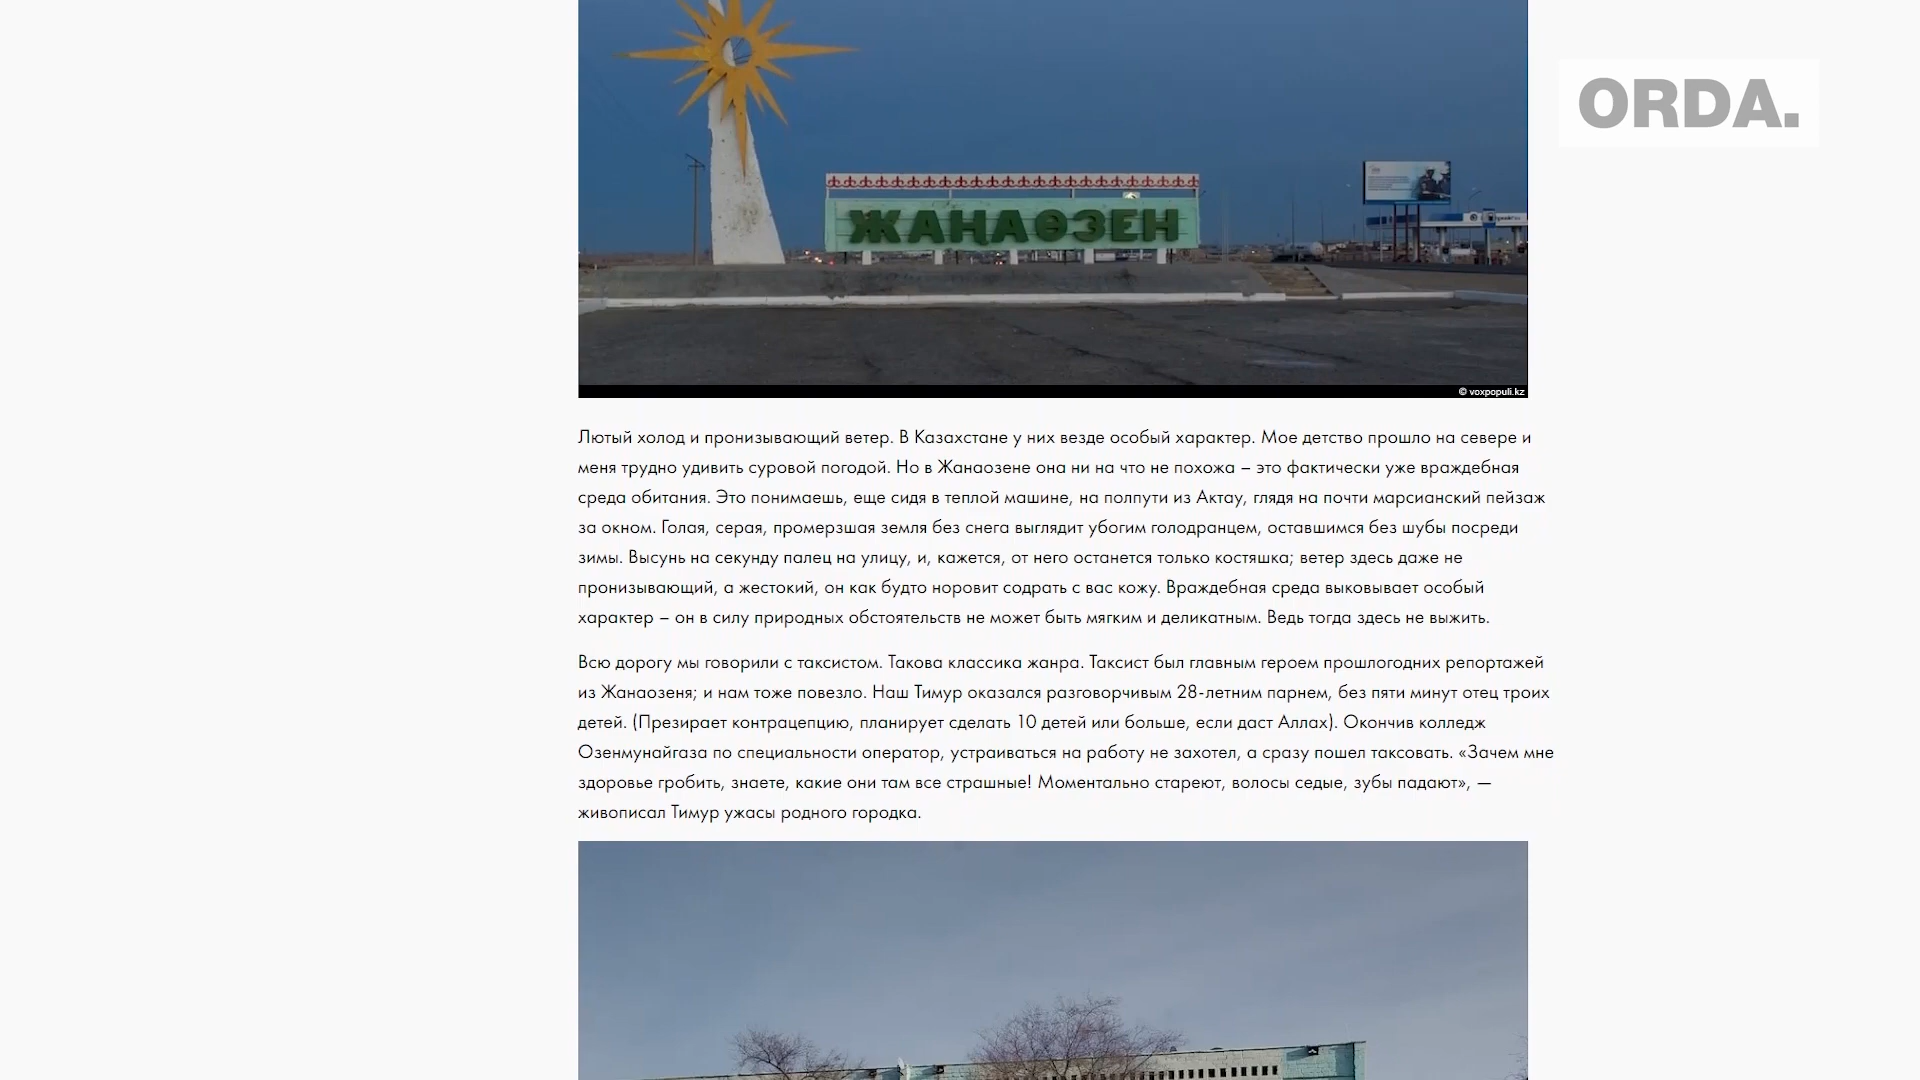 ORDA.
ЖАҢАӨЗЕН
© voxpopuli.kz
Лютый холод и пронизывающий ветер. В Казахстане у них везде особый характер. Мое детство прошло на севере и
меня трудно удивить суровой погодой. Но в Жанаозене она ни на что не похожа – это фактически уже враждебная
среда обитания. Это понимаешь, еще сидя в теплой машине, на полпути из Актау, глядя на почти марсианский пейзаж
за окном. Голая, серая, промерзшая земля без снега выглядит убогим голодранцем, оставшимся без шубы посреди
зимы. Высунь на секунду палец на улицу, и, кажется, от него останется только костяшка; ветер здесь даже не
пронизывающий, а жестокий, он как будто норовит содрать с вас кожу. Враждебная среда выковывает особый
характер – он в силу природных обстоятельств не может быть мягким и деликатным. Ведь тогда здесь не выжить.
Всю дорогу мы говорили с таксистом. Такова классика жанра. Таксист был главным героем прошлогодних репортажей
из Жанаозеня; и нам тоже повезло. Наш Тимур оказался разговорчивым 28-летним парнем, без пяти минут отец троих
детей. (Презирает контрацепцию, планирует сделать 10 детей или больше, если даст Аллах). Окончив колледж
Озенмунайгаза по специальности оператор, устраиваться на работу не захотел, а сразу пошел таксовать. «Зачем мне
здоровье гробить, знаете, какие они там все страшные! Моментально стареют, волосы седые, зубы падают», —
живописал Тимур ужасы родного городка.